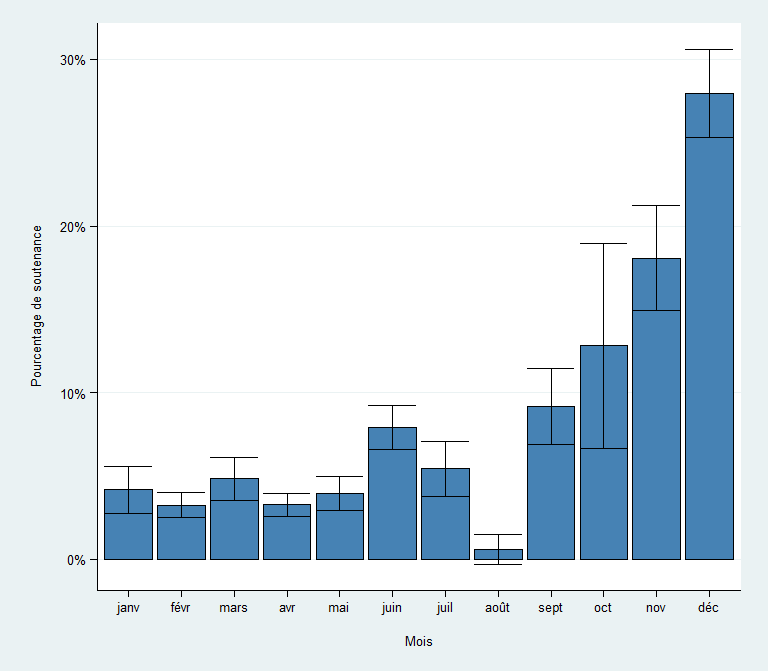 30%
20%
10%
0%
Pourcentage de soutenance
janv févr mars avr mai juin juil août sept oct nov déc
Mois